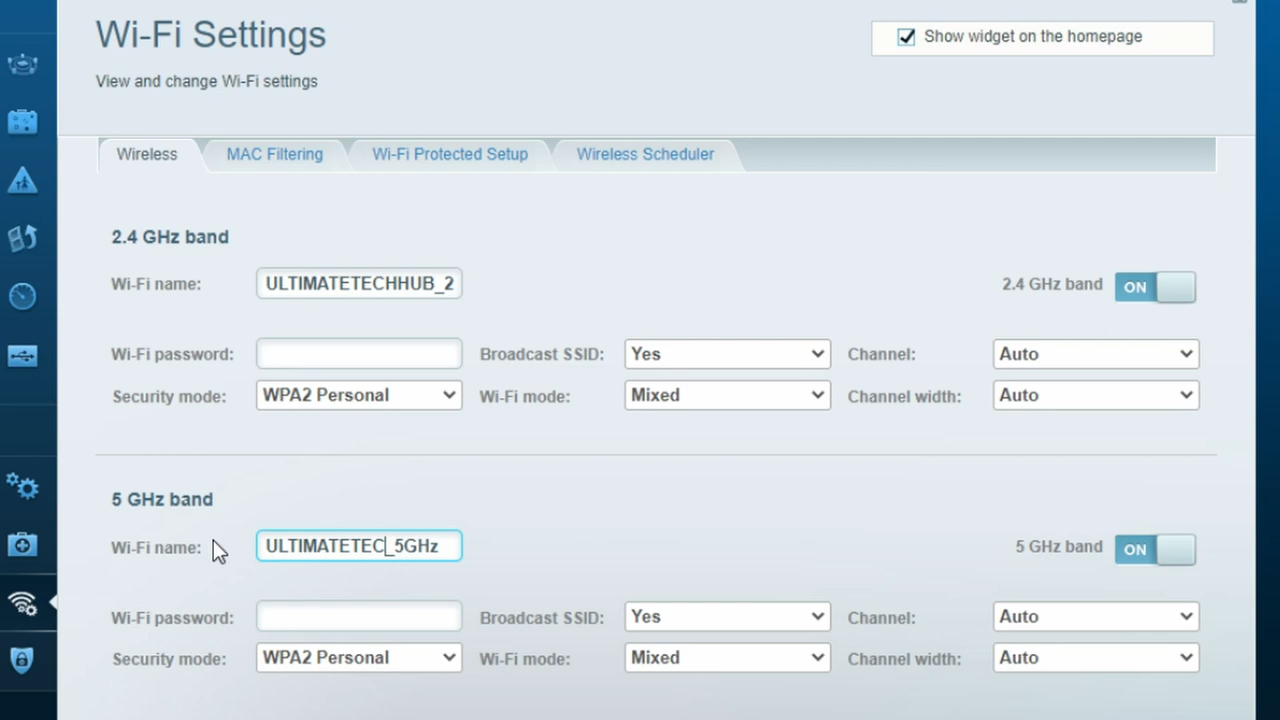 Wi-Fi Settings
Show widget on the homepage
View and change Wi-Fi settings
Wireless MAC Filtering Wi-Fi Protected Setup Wireless Scheduler
2.4 GHz band
Wi-Fi name: ULTIMATETECHHUB_2 2.4 GHz band ON
Wi-Fi password: Broadcast SSID: Yes Channel: Auto
Security mode: WPA2 Personal Wi-Fi mode: Mixed Channel width: Auto
5 GHz band
Wi-Fi name: ULTIMATETEC_5GHz 5 GHz band ON
Wi-Fi password: Broadcast SSID: Yes Channel: Auto
Security mode: WPA2 Personal Wi-Fi mode: Mixed Channel width: Auto